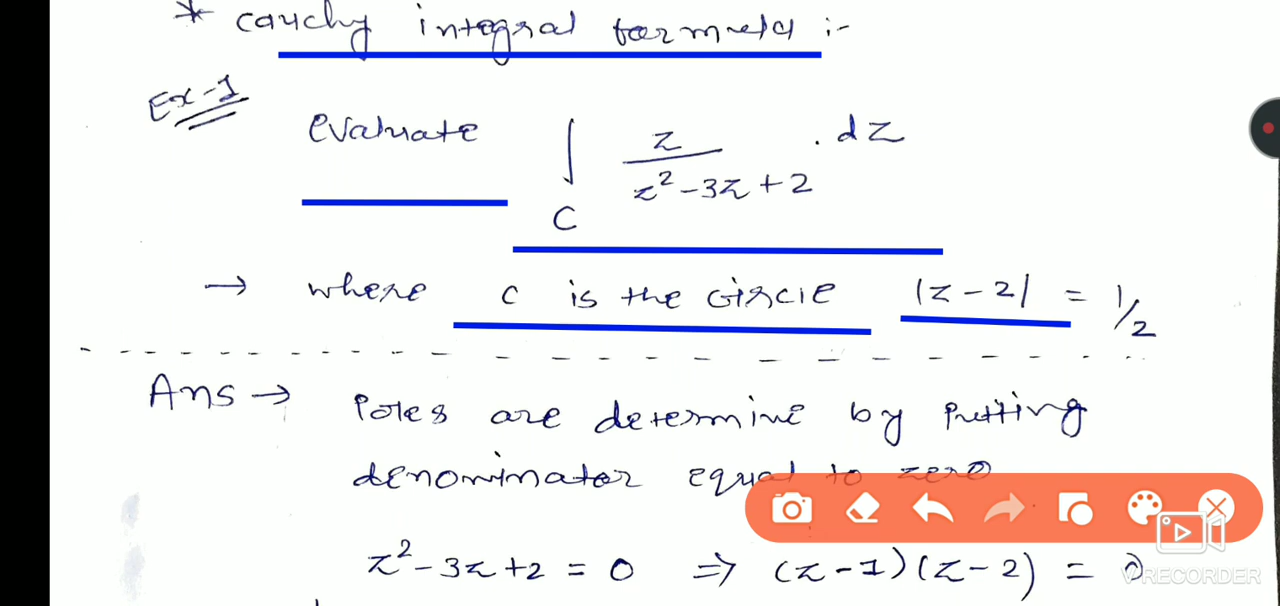 * Cauchy integral formula :-
Ex-1
evaluate ∫_C z/(z²-3z+2) . dz
→ where C is the circle |z-2| = 1/2
Ans → Poles are determine by putting
denominator equal to zero
z²-3z+2 = 0 ⇒ (z-1)(z-2) = 0
VRECORDER